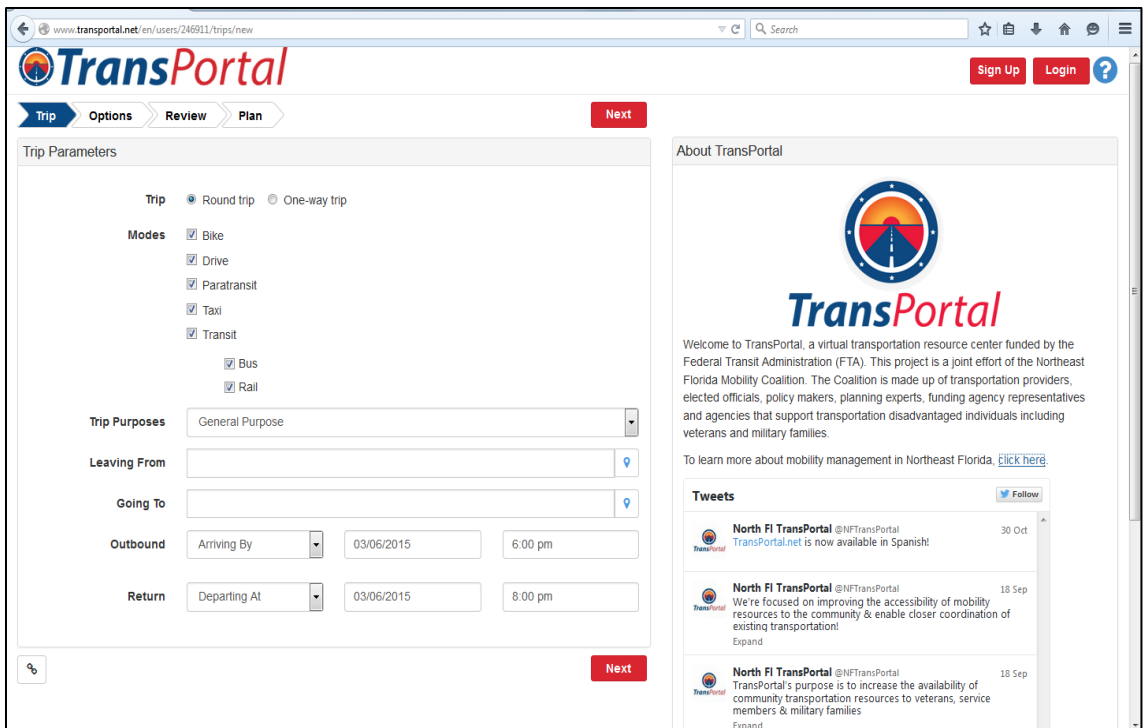 www.transportal.net/en/users/246911/trips/new
Search
TransPortal
Sign Up
Login
?
Trip
Options
Review
Plan
Next
Trip Parameters
Trip
Round trip
One-way trip
Modes
Bike
Drive
Paratransit
Taxi
Transit
Bus
Rail
Trip Purposes
General Purpose
Leaving From
Going To
Outbound
Arriving By
03/06/2015
6:00 pm
Return
Departing At
03/06/2015
8:00 pm
Next
About TransPortal
TransPortal
Welcome to TransPortal, a virtual transportation resource center funded by the
Federal Transit Administration (FTA). This project is a joint effort of the Northeast
Florida Mobility Coalition. The Coalition is made up of transportation providers,
elected officials, policy makers, planning experts, funding agency representatives
and agencies that support transportation disadvantaged individuals including
veterans and military families.
To learn more about mobility management in Northeast Florida, click here.
Tweets
Follow
TransPortal
North Fl TransPortal @NFTransPortal
30 Oct
TransPortal.net is now available in Spanish!
TransPortal
North Fl TransPortal @NFTransPortal
18 Sep
We're focused on improving the accessibility of mobility
resources to the community & enable closer coordination of
existing transportation!
Expand
TransPortal
North Fl TransPortal @NFTransPortal
18 Sep
TransPortal's purpose is to increase the availability of
community transportation resources to veterans, service
members & military families
Expand